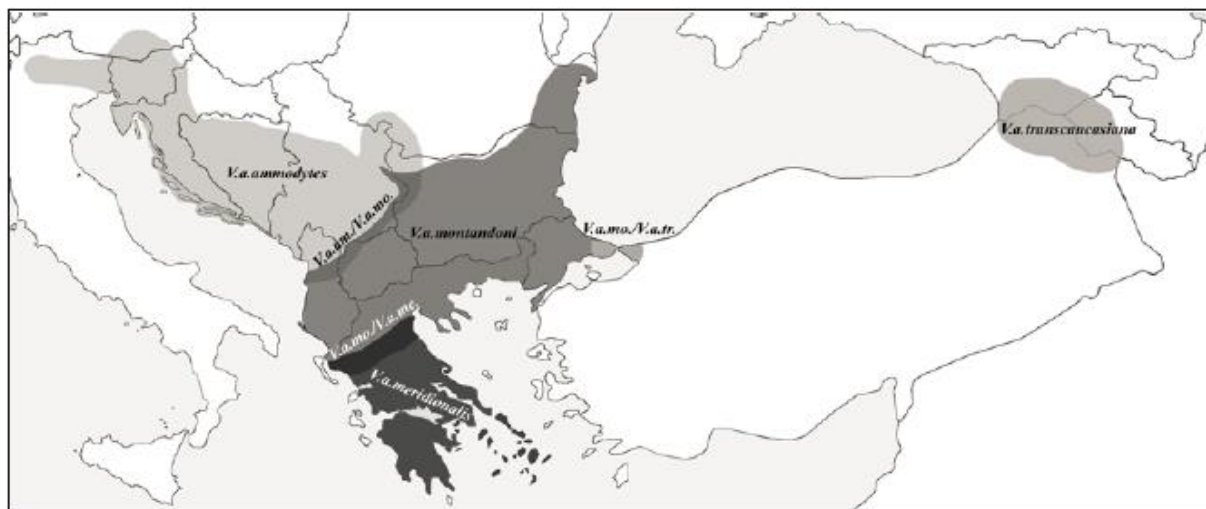 V.a.transcaucasiana
V.a.ammodytes
V.a.am./V.a.mo.
V.a.montandoni
V.a.mo./V.a.tr.
V.a.mo./V.a.me.
V.a.meridionalis